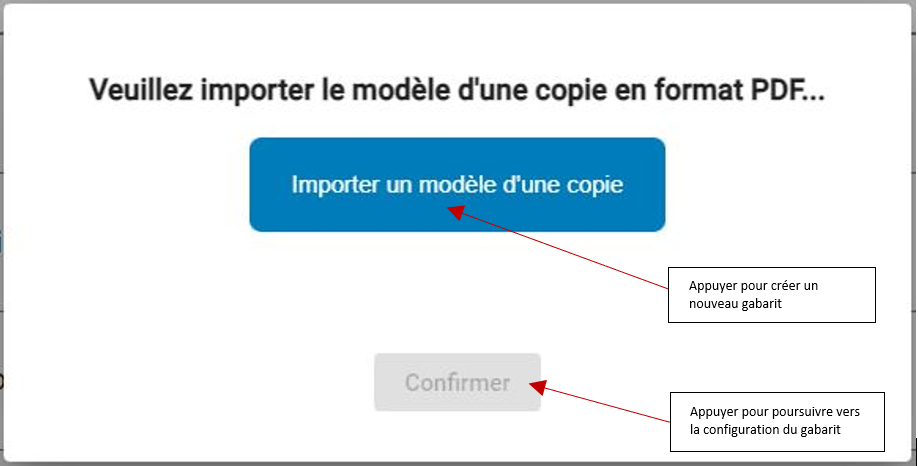 Veuillez importer le modèle d'une copie en format PDF...
Importer un modèle d'une copie
Appuyer pour créer un
nouveau gabarit
Confirmer
Appuyer pour poursuivre vers
la configuration du gabarit